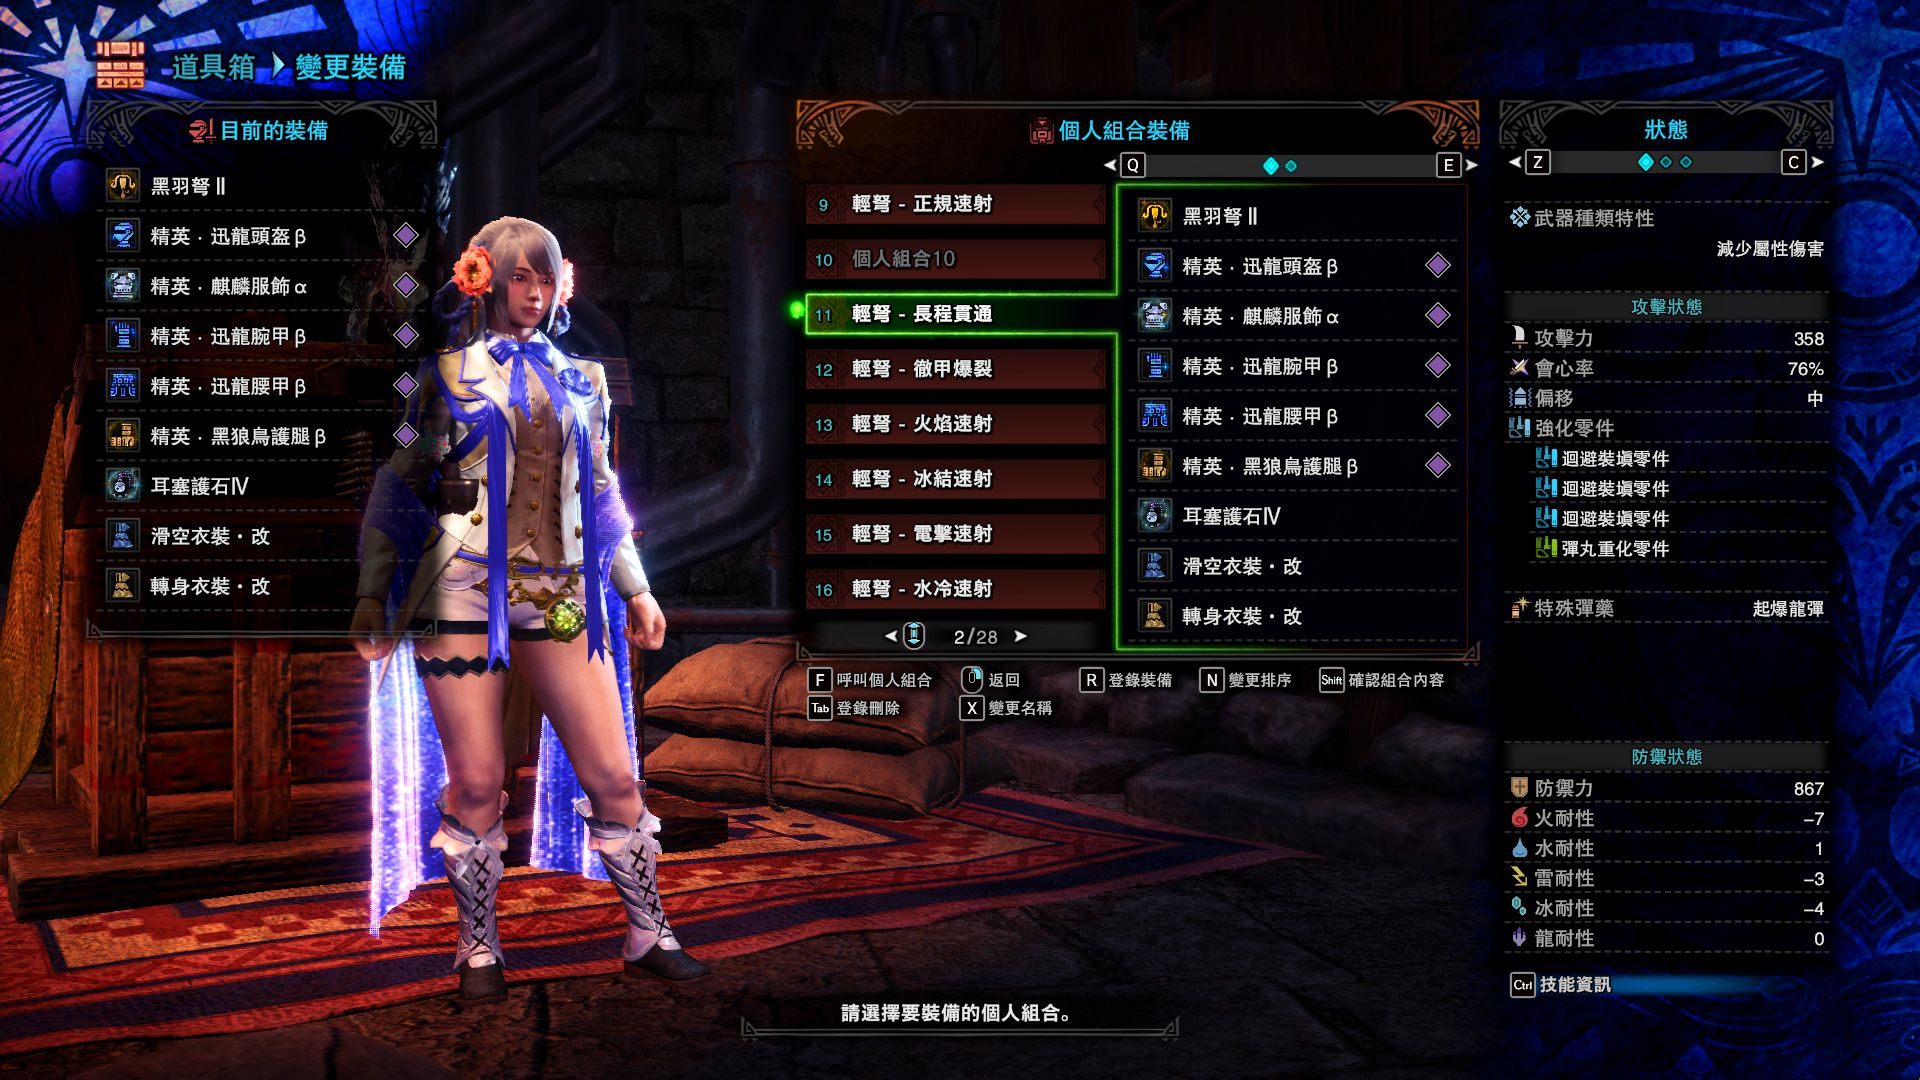 道具箱 變更裝備
目前的裝備
黑羽弩Ⅱ
精英．迅龍頭盔β
精英．麒麟服飾α
精英．迅龍腕甲β
精英．迅龍腰甲β
精英．黑狼鳥護腿β
耳塞護石Ⅳ
滑空衣裝・改
轉身衣裝・改
個人組合裝備
Q E
9 輕弩 - 正規速射
10 個人組合10
11 輕弩 - 長程貫通
12 輕弩 - 徹甲爆裂
13 輕弩 - 火焰速射
14 輕弩 - 冰結速射
15 輕弩 - 電擊速射
16 輕弩 - 水冷速射
2/28
黑羽弩Ⅱ
精英．迅龍頭盔β
精英．麒麟服飾α
精英．迅龍腕甲β
精英．迅龍腰甲β
精英．黑狼鳥護腿β
耳塞護石Ⅳ
滑空衣裝・改
轉身衣裝・改
F 呼叫個人組合 返回 R 登錄裝備 N 變更排序 Shift 確認組合內容
Tab 登錄刪除 X 變更名稱
狀態
Z C
武器種類特性
減少屬性傷害
攻擊狀態
攻擊力 358
會心率 76%
偏移 中
強化零件
迴避裝填零件
迴避裝填零件
迴避裝填零件
彈丸重化零件
特殊彈藥 起爆龍彈
防禦狀態
防禦力 867
火耐性 -7
水耐性 1
雷耐性 -3
冰耐性 -4
龍耐性 0
Ctrl 技能資訊
請選擇要裝備的個人組合。